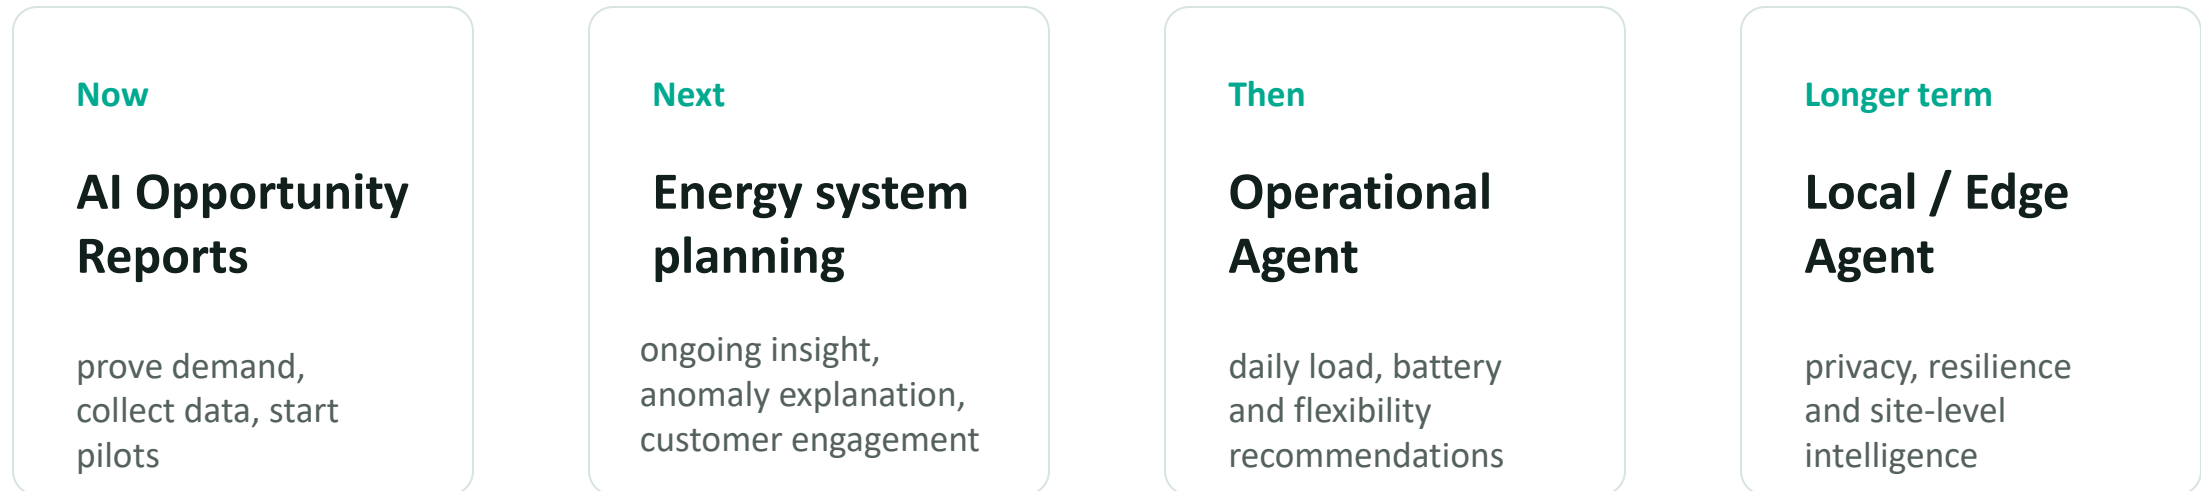 Now
AI Opportunity
Reports
prove demand,
collect data, start
pilots
Next
Energy system
planning
ongoing insight,
anomaly explanation,
customer engagement
Then
Operational
Agent
daily load, battery
and flexibility
recommendations
Longer term
Local / Edge
Agent
privacy, resilience
and site-level
intelligence